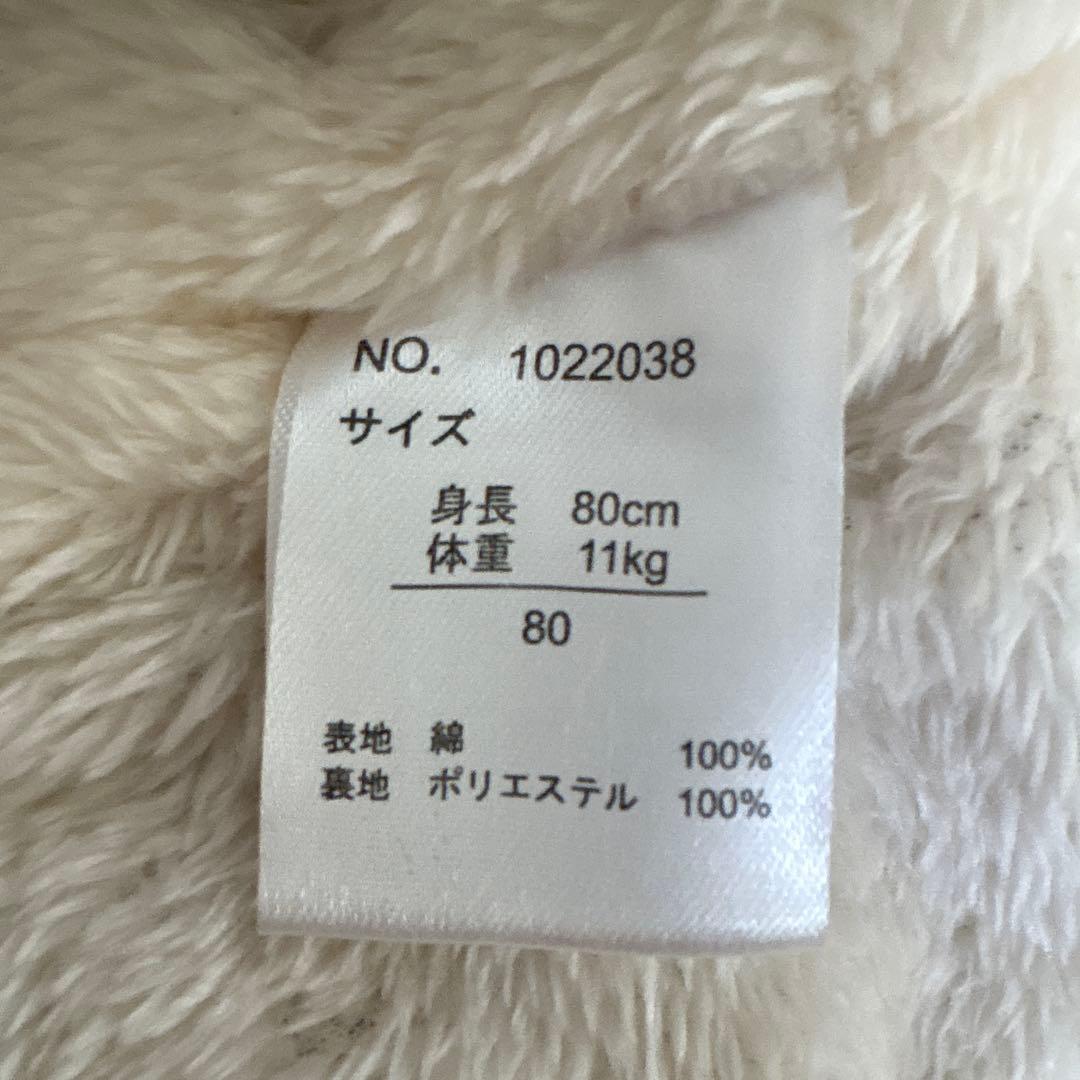 NO. 1022038
サイズ
身長 80cm
体重 11kg
80
表地 綿 100%
裏地 ポリエステル 100%